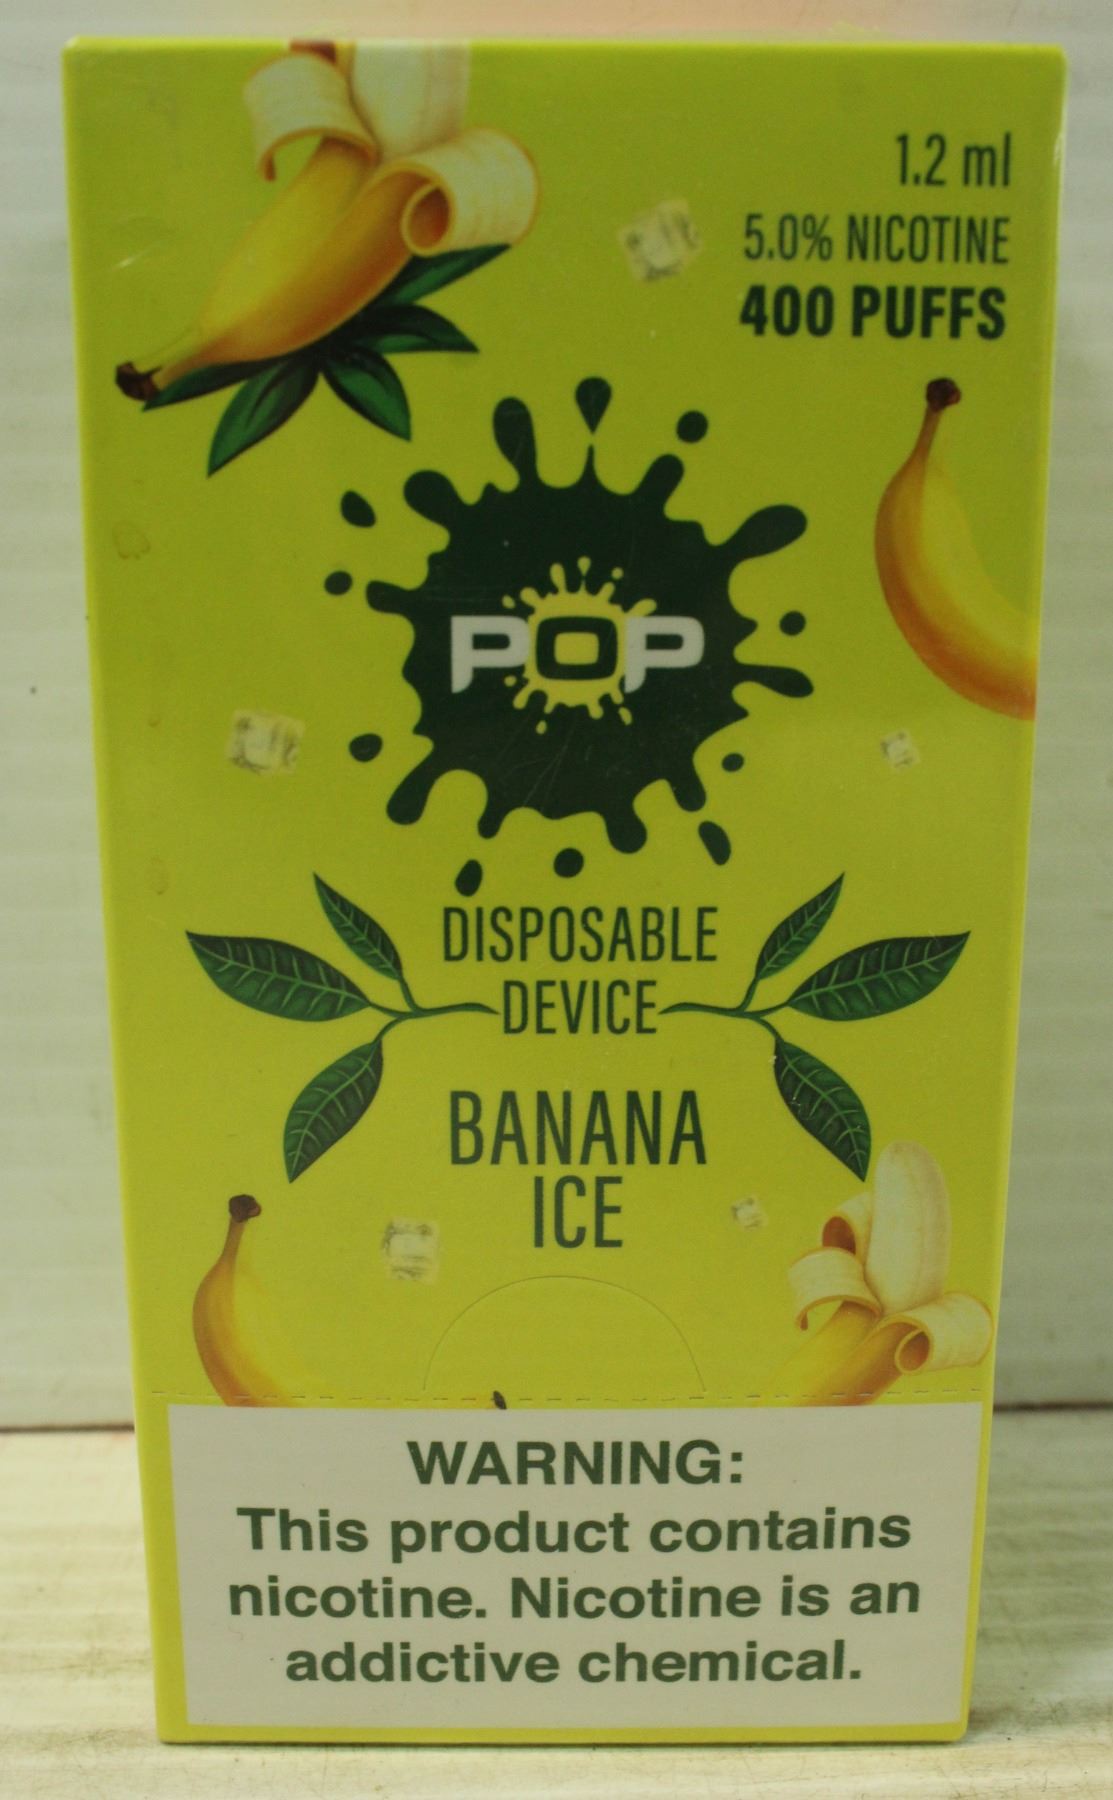 1.2 ml
5.0% NICOTINE
400 PUFFS
POP
DISPOSABLE
DEVICE
BANANA
ICE
WARNING:
This product contains
nicotine. Nicotine is an
addictive chemical.